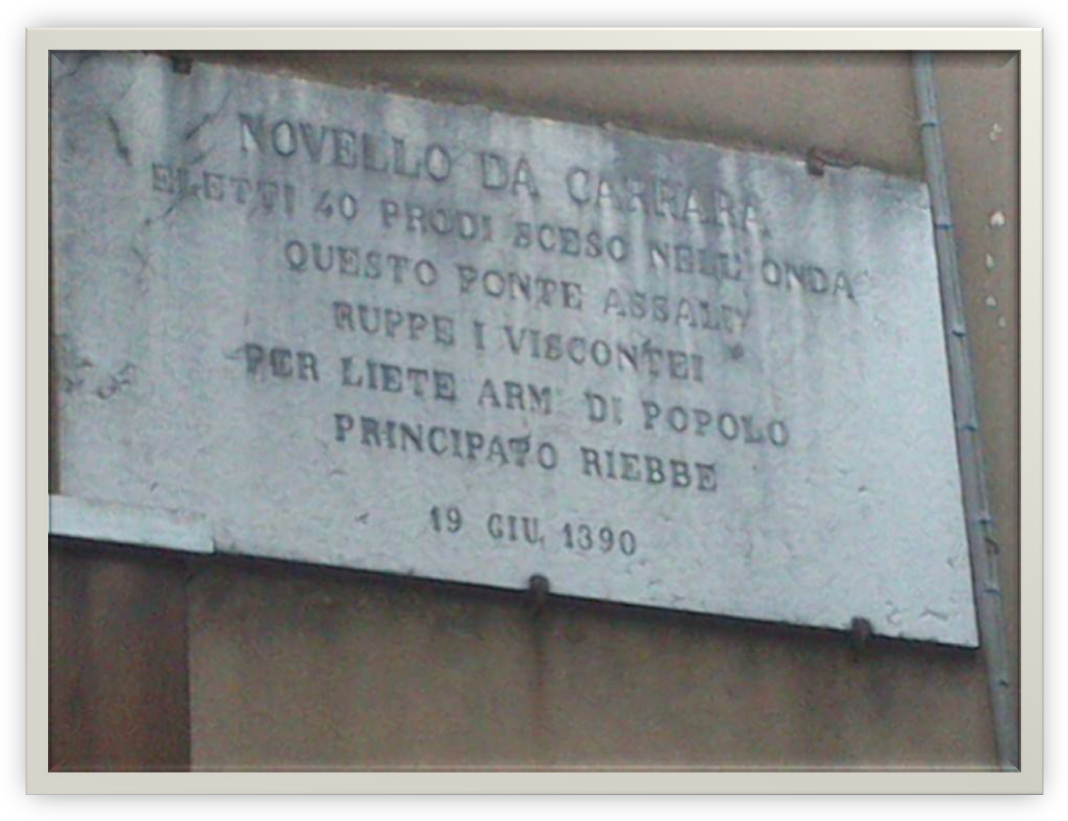 NOVELLO DA CARRARA
ELETTI 40 PRODI SCESO NELL' ONDA
QUESTO PONTE ASSALÌ
RUPPE I VISCONTEI
PER LIETE ARMI DI POPOLO
PRINCIPATO RIEBBE
19 GIU. 1390